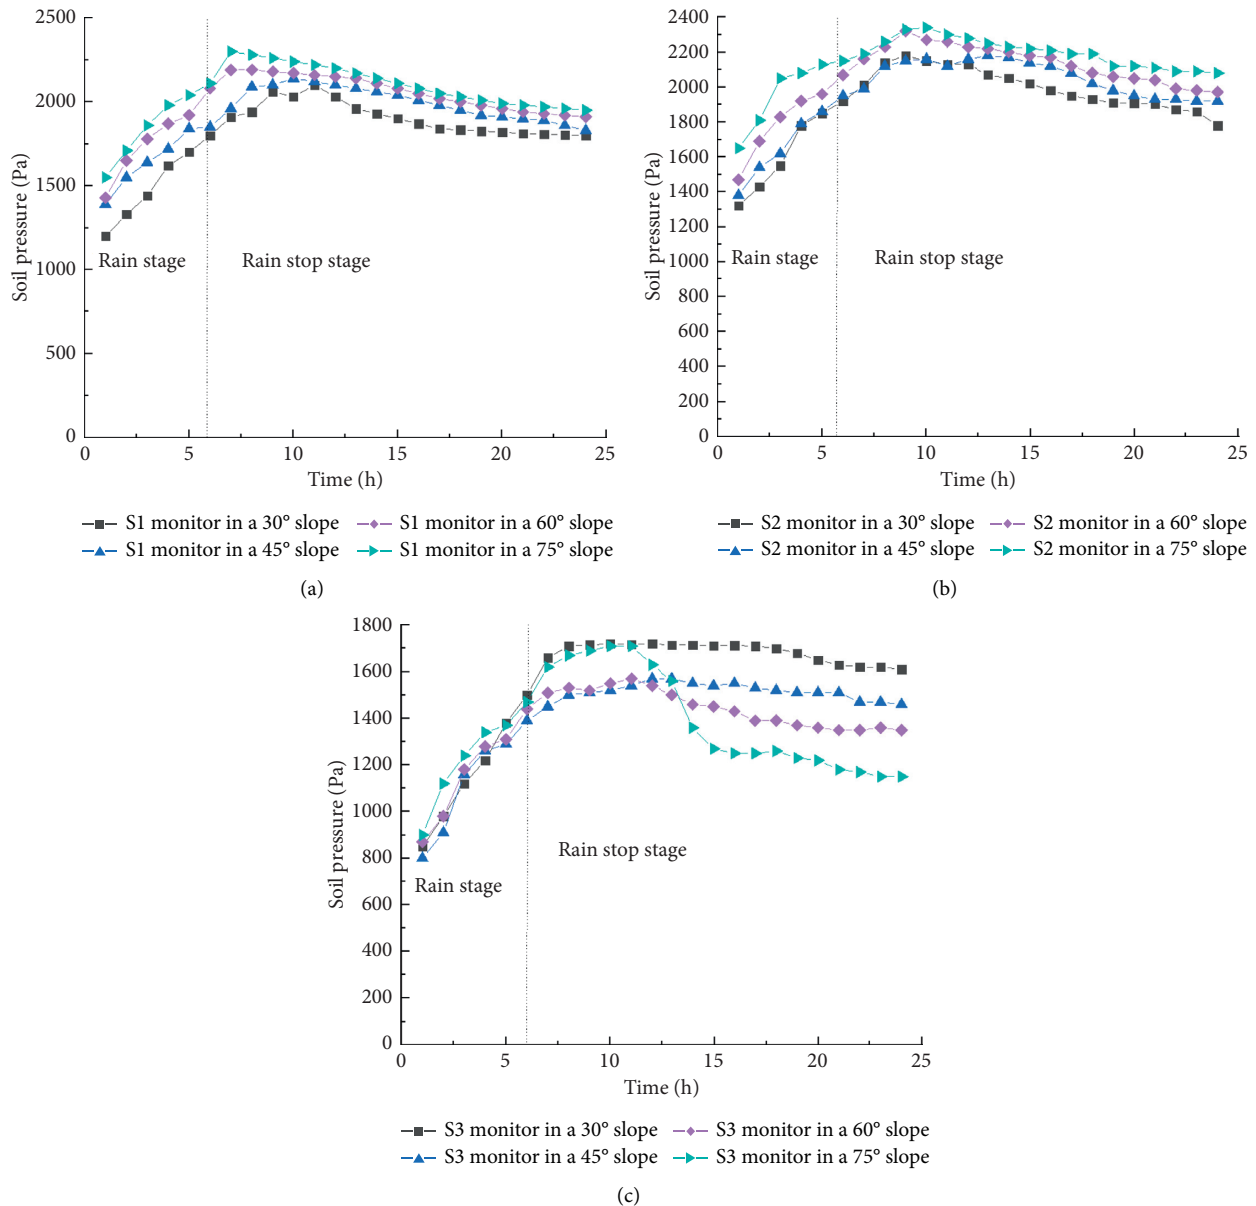 2500
2000
1500
1000
500
0
Soil pressure (Pa)
Rain stage
Rain stop stage
0 5 10 15 20 25
Time (h)
S1 monitor in a 30° slope
S1 monitor in a 60° slope
S1 monitor in a 45° slope
S1 monitor in a 75° slope
(a)
2400
2200
2000
1800
1600
1400
1200
1000
800
600
400
200
0
Soil pressure (Pa)
Rain stage
Rain stop stage
0 5 10 15 20 25
Time (h)
S2 monitor in a 30° slope
S2 monitor in a 60° slope
S2 monitor in a 45° slope
S2 monitor in a 75° slope
(b)
1800
1600
1400
1200
1000
800
600
400
200
0
Soil pressure (Pa)
Rain stage
Rain stop stage
0 5 10 15 20 25
Time (h)
S3 monitor in a 30° slope
S3 monitor in a 60° slope
S3 monitor in a 45° slope
S3 monitor in a 75° slope
(c)